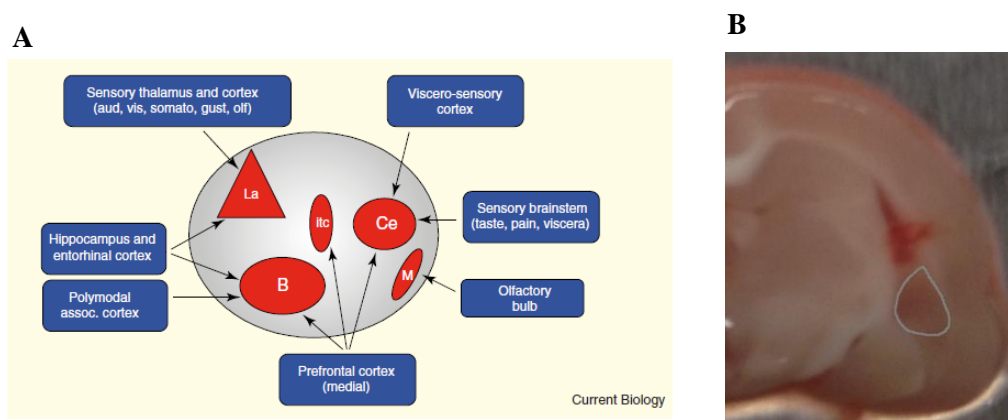 A
B
Sensory thalamus and cortex
(aud, vis, somato, gust, olf)
Viscero-sensory
cortex
La
itc
Ce
Sensory brainstem
(taste, pain, viscera)
Hippocampus and
entorhinal cortex
B
M
Polymodal
assoc. cortex
Olfactory
bulb
Prefrontal cortex
(medial)
Current Biology